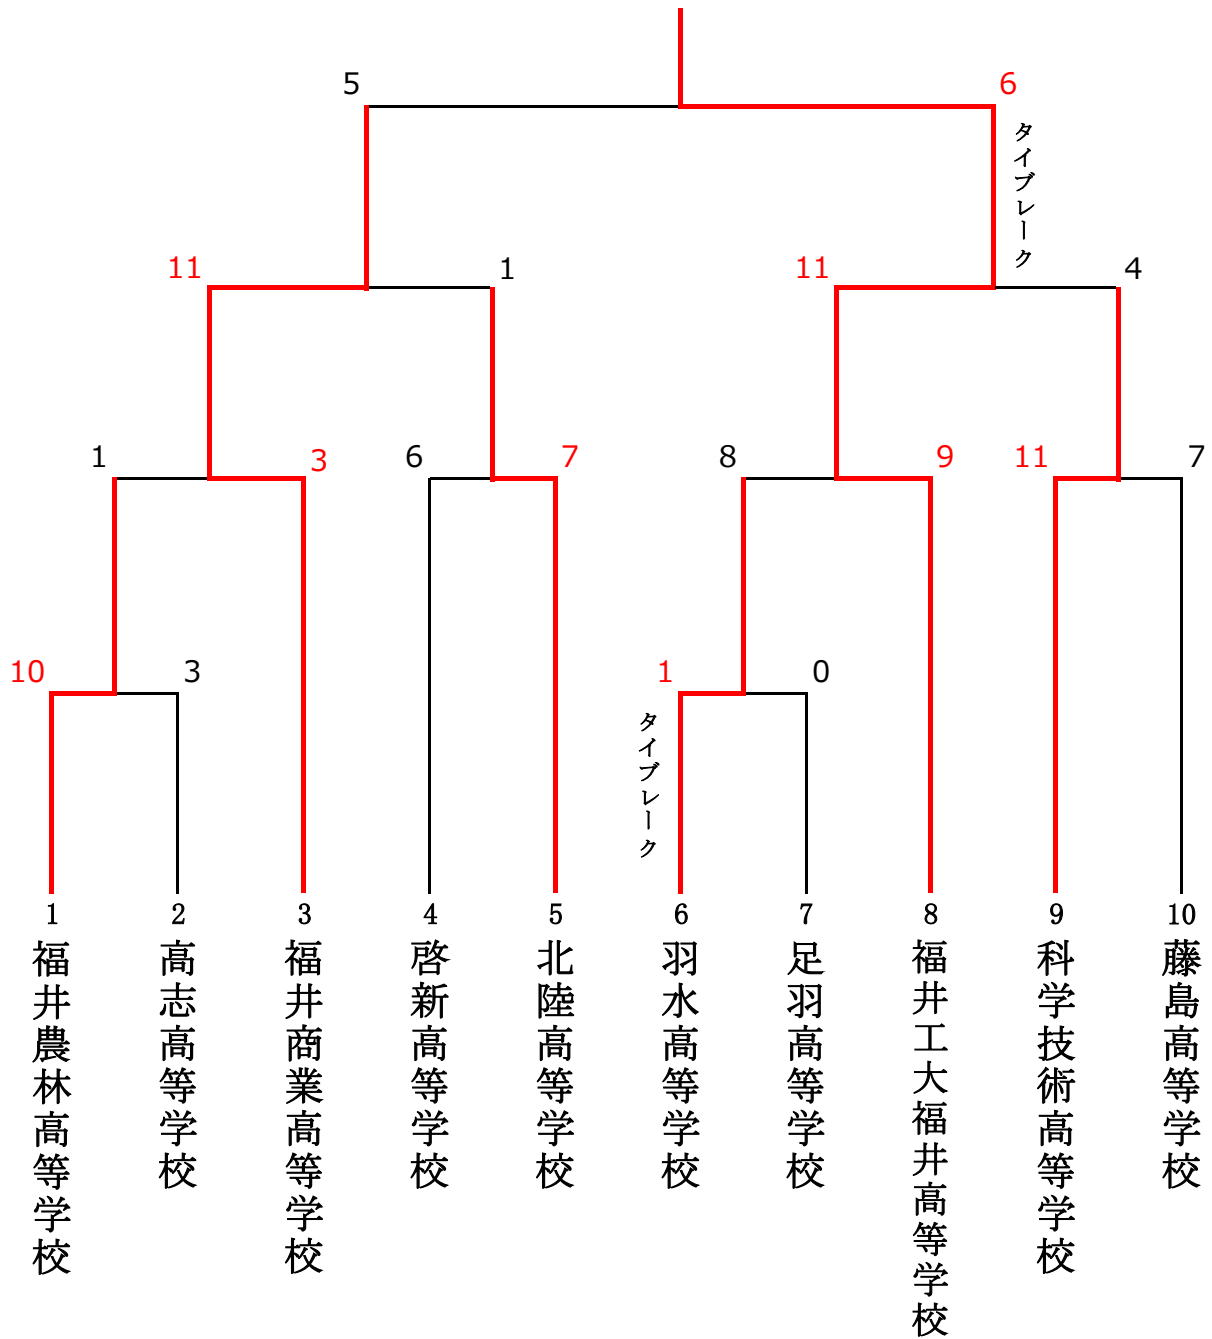 5
6
タイブレーク
11
1
11
4
1
3
6
7
8
9
11
7
10
3
1
0
タイブレーク
1
2
3
4
5
6
7
8
9
10
福井農林高等学校
高志高等学校
福井商業高等学校
啓新高等学校
北陸高等学校
羽水高等学校
足羽高等学校
福井工大福井高等学校
科学技術高等学校
藤島高等学校